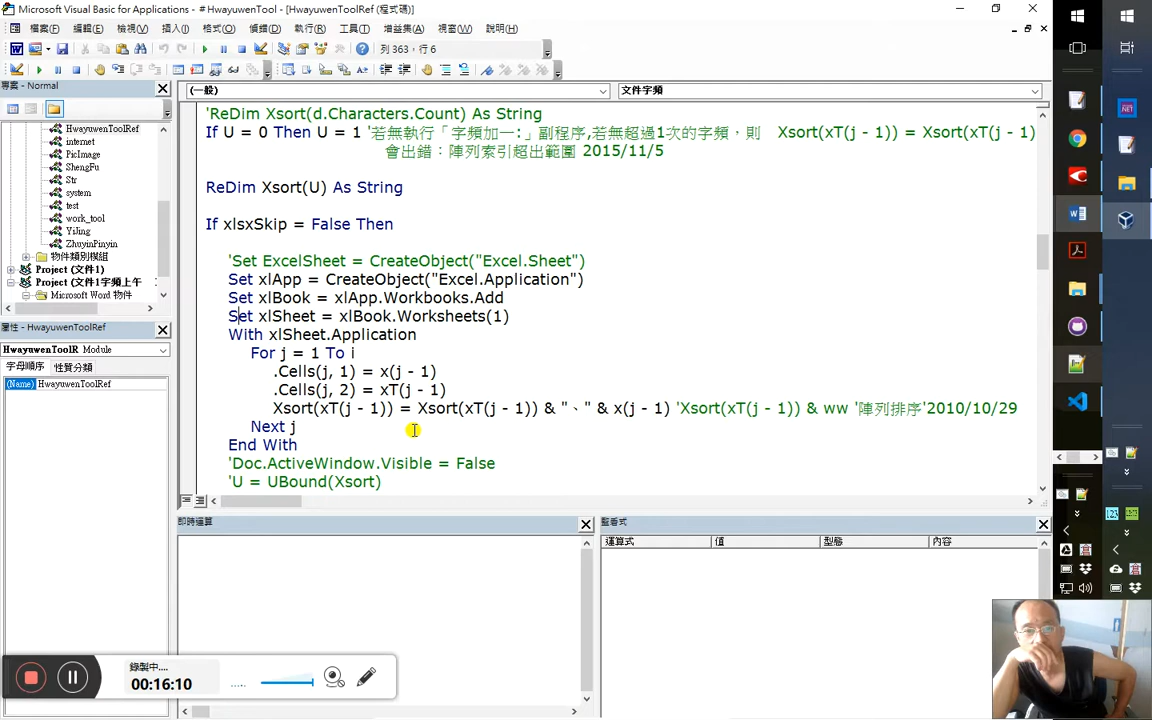 Microsoft Visual Basic for Applications - # HwayuwenTool - [HwayuwenToolRef (程式碼)]
檔案(F) 編輯(E) 檢視(V) 插入(I) 格式(O) 偵錯(D) 執行(R) 工具(T) 增益集(A) 視窗(W) 說明(H)
列 363，行 6
專案 - Normal
(一般)
文件字頻
HwayuwenToolRef
internet
PicImage
ShengFu
Str
system
test
work_tool
YiJing
ZhuyinPinyin
物件類別模組
Project (文件1)
Project (文件1字頻上午
Microsoft Word 物件
屬性 - HwayuwenToolRef
HwayuwenToolR Module
字母順序 性質分類
(Name) HwayuwenToolRef
'ReDim Xsort(d.Characters.Count) As String
If U = 0 Then U = 1 '若無執行「字頻加一:」副程序,若無超過1次的字頻，則 Xsort(xT(j - 1)) = Xsort(xT(j - 1)
會出錯：陣列索引超出範圍 2015/11/5
ReDim Xsort(U) As String
If xlsxSkip = False Then
'Set ExcelSheet = CreateObject("Excel.Sheet")
Set xlApp = CreateObject("Excel.Application")
Set xlBook = xlApp.Workbooks.Add
Set xlSheet = xlBook.Worksheets(1)
With xlSheet.Application
For j = 1 To i
.Cells(j, 1) = x(j - 1)
.Cells(j, 2) = xT(j - 1)
Xsort(xT(j - 1)) = Xsort(xT(j - 1)) & "、" & x(j - 1) 'Xsort(xT(j - 1)) & ww '陣列排序'2010/10/29
Next j
End With
'Doc.ActiveWindow.Visible = False
'U = UBound(Xsort)
即時運算
監看式
運算式 值 型態 內容
錄製中....
00:16:10